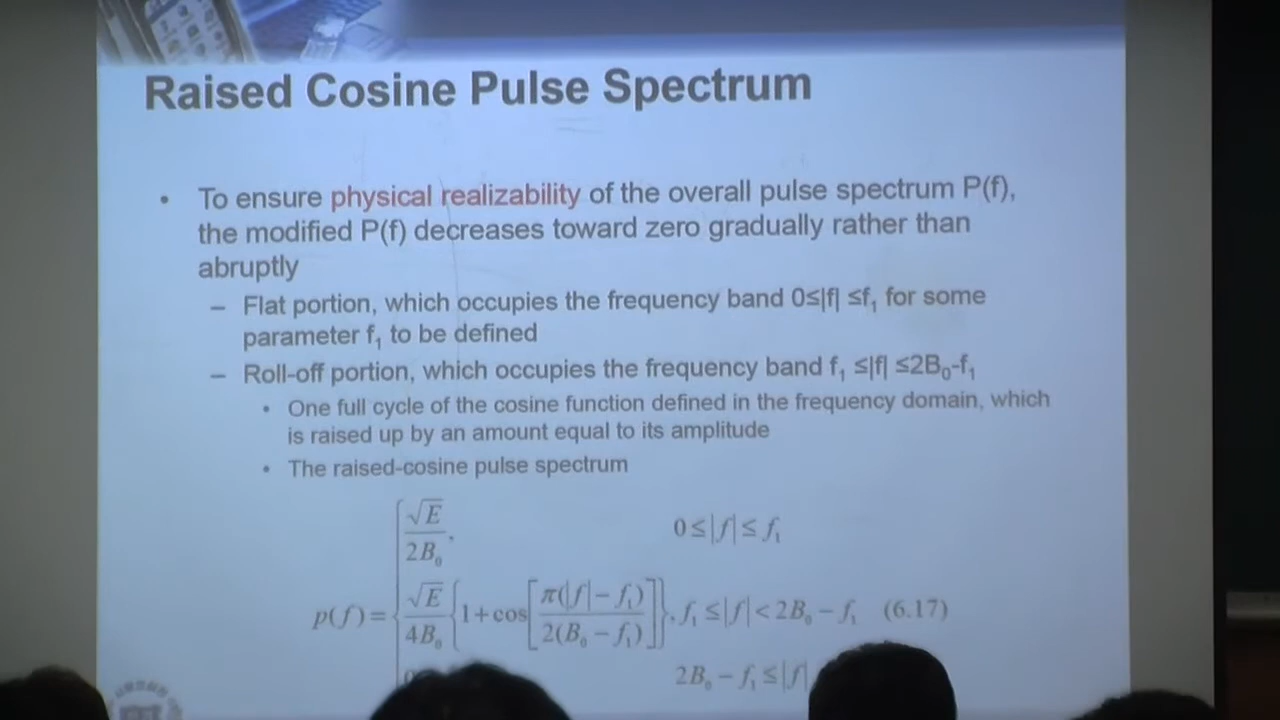 Raised Cosine Pulse Spectrum
• To ensure physical realizability of the overall pulse spectrum P(f),
the modified P(f) decreases toward zero gradually rather than
abruptly
– Flat portion, which occupies the frequency band 0≤|f| ≤f₁ for some
parameter f₁ to be defined
– Roll-off portion, which occupies the frequency band f₁ ≤|f| ≤2B₀-f₁
• One full cycle of the cosine function defined in the frequency domain, which
is raised up by an amount equal to its amplitude
• The raised-cosine pulse spectrum
√E/2B₀, 0≤|f|≤f₁
p(f)={ √E/4B₀ {1+cos[π(|f|−f₁)/2(B₀−f₁)]}, f₁≤|f|<2B₀−f₁ (6.17)
2B₀−f₁≤|f|